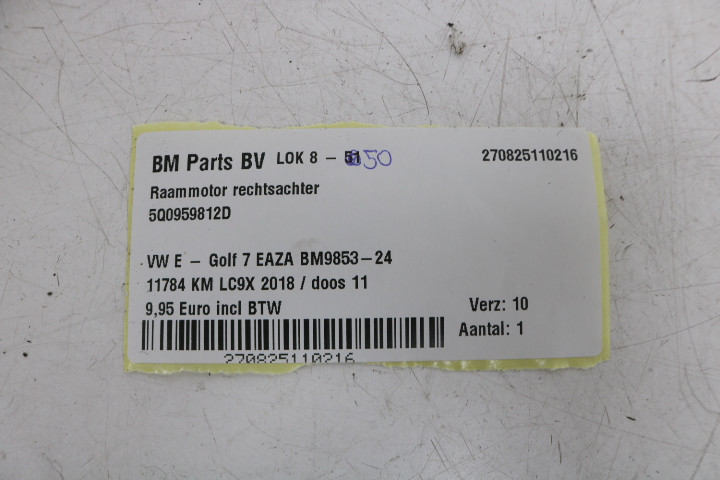 BM Parts BV LOK 8 - 50 270825110216
Raammotor rechtsachter
5Q0959812D
VW E - Golf 7 EAZA BM9853-24
11784 KM LC9X 2018 / doos 11
9,95 Euro incl BTW Verz: 10
Aantal: 1
270825110216